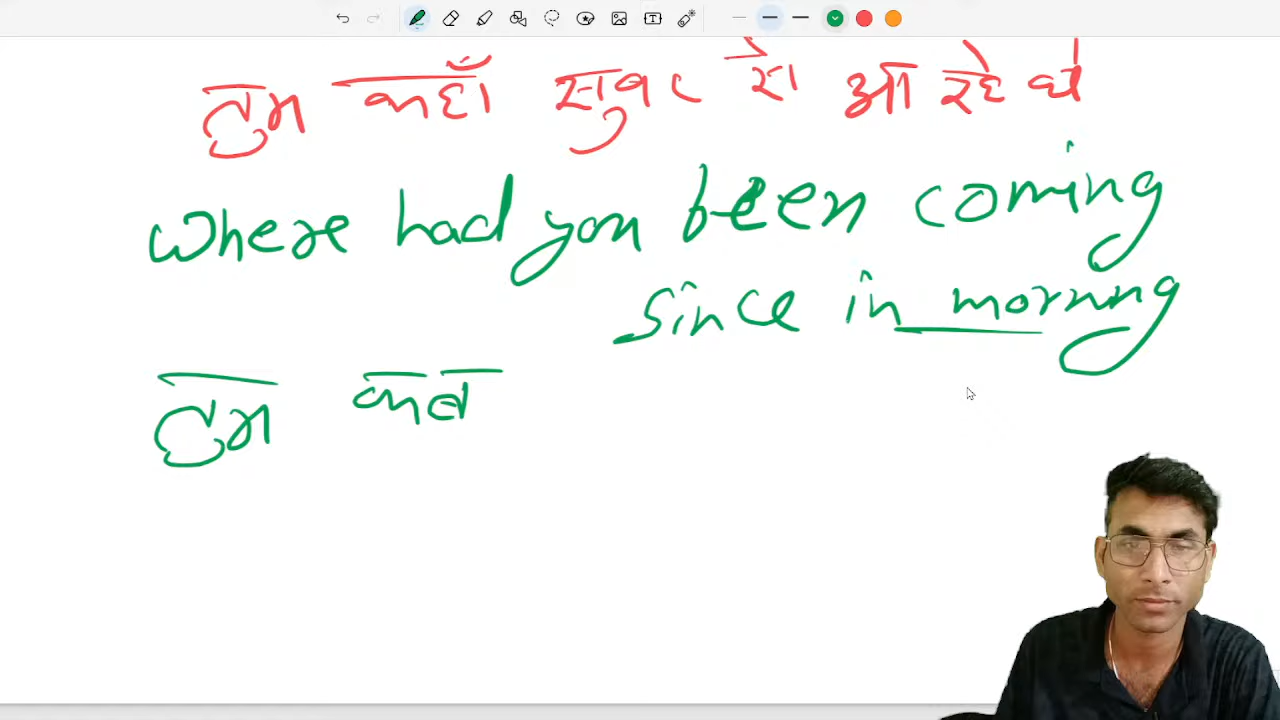 तुम कहाँ सुबह से आ रहे थे
where had you been coming
since in morning
तुम कब